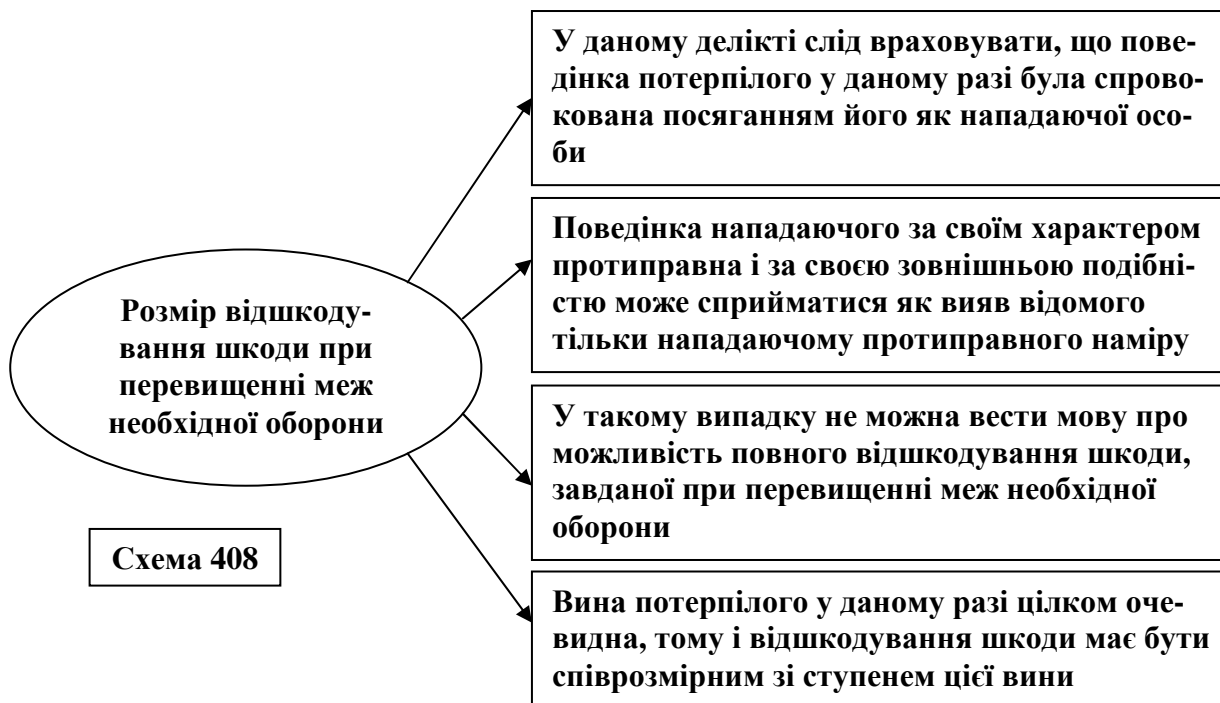 У даному делікті слід враховувати, що пове-
дінка потерпілого у даному разі була спрово-
кована посяганням його як нападаючої осо-
би
Поведінка нападаючого за своїм характером
протиправна і за своєю зовнішньою подібні-
стю може сприйматися як вияв відомого
тільки нападаючому протиправного наміру
Розмір відшкоду-
вання шкоди при
перевищенні меж
необхідної оборони
У такому випадку не можна вести мову про
можливість повного відшкодування шкоди,
завданої при перевищенні меж необхідної
оборони
Схема 408
Вина потерпілого у даному разі цілком оче-
видна, тому і відшкодування шкоди має бути
співрозмірним зі ступенем цієї вини